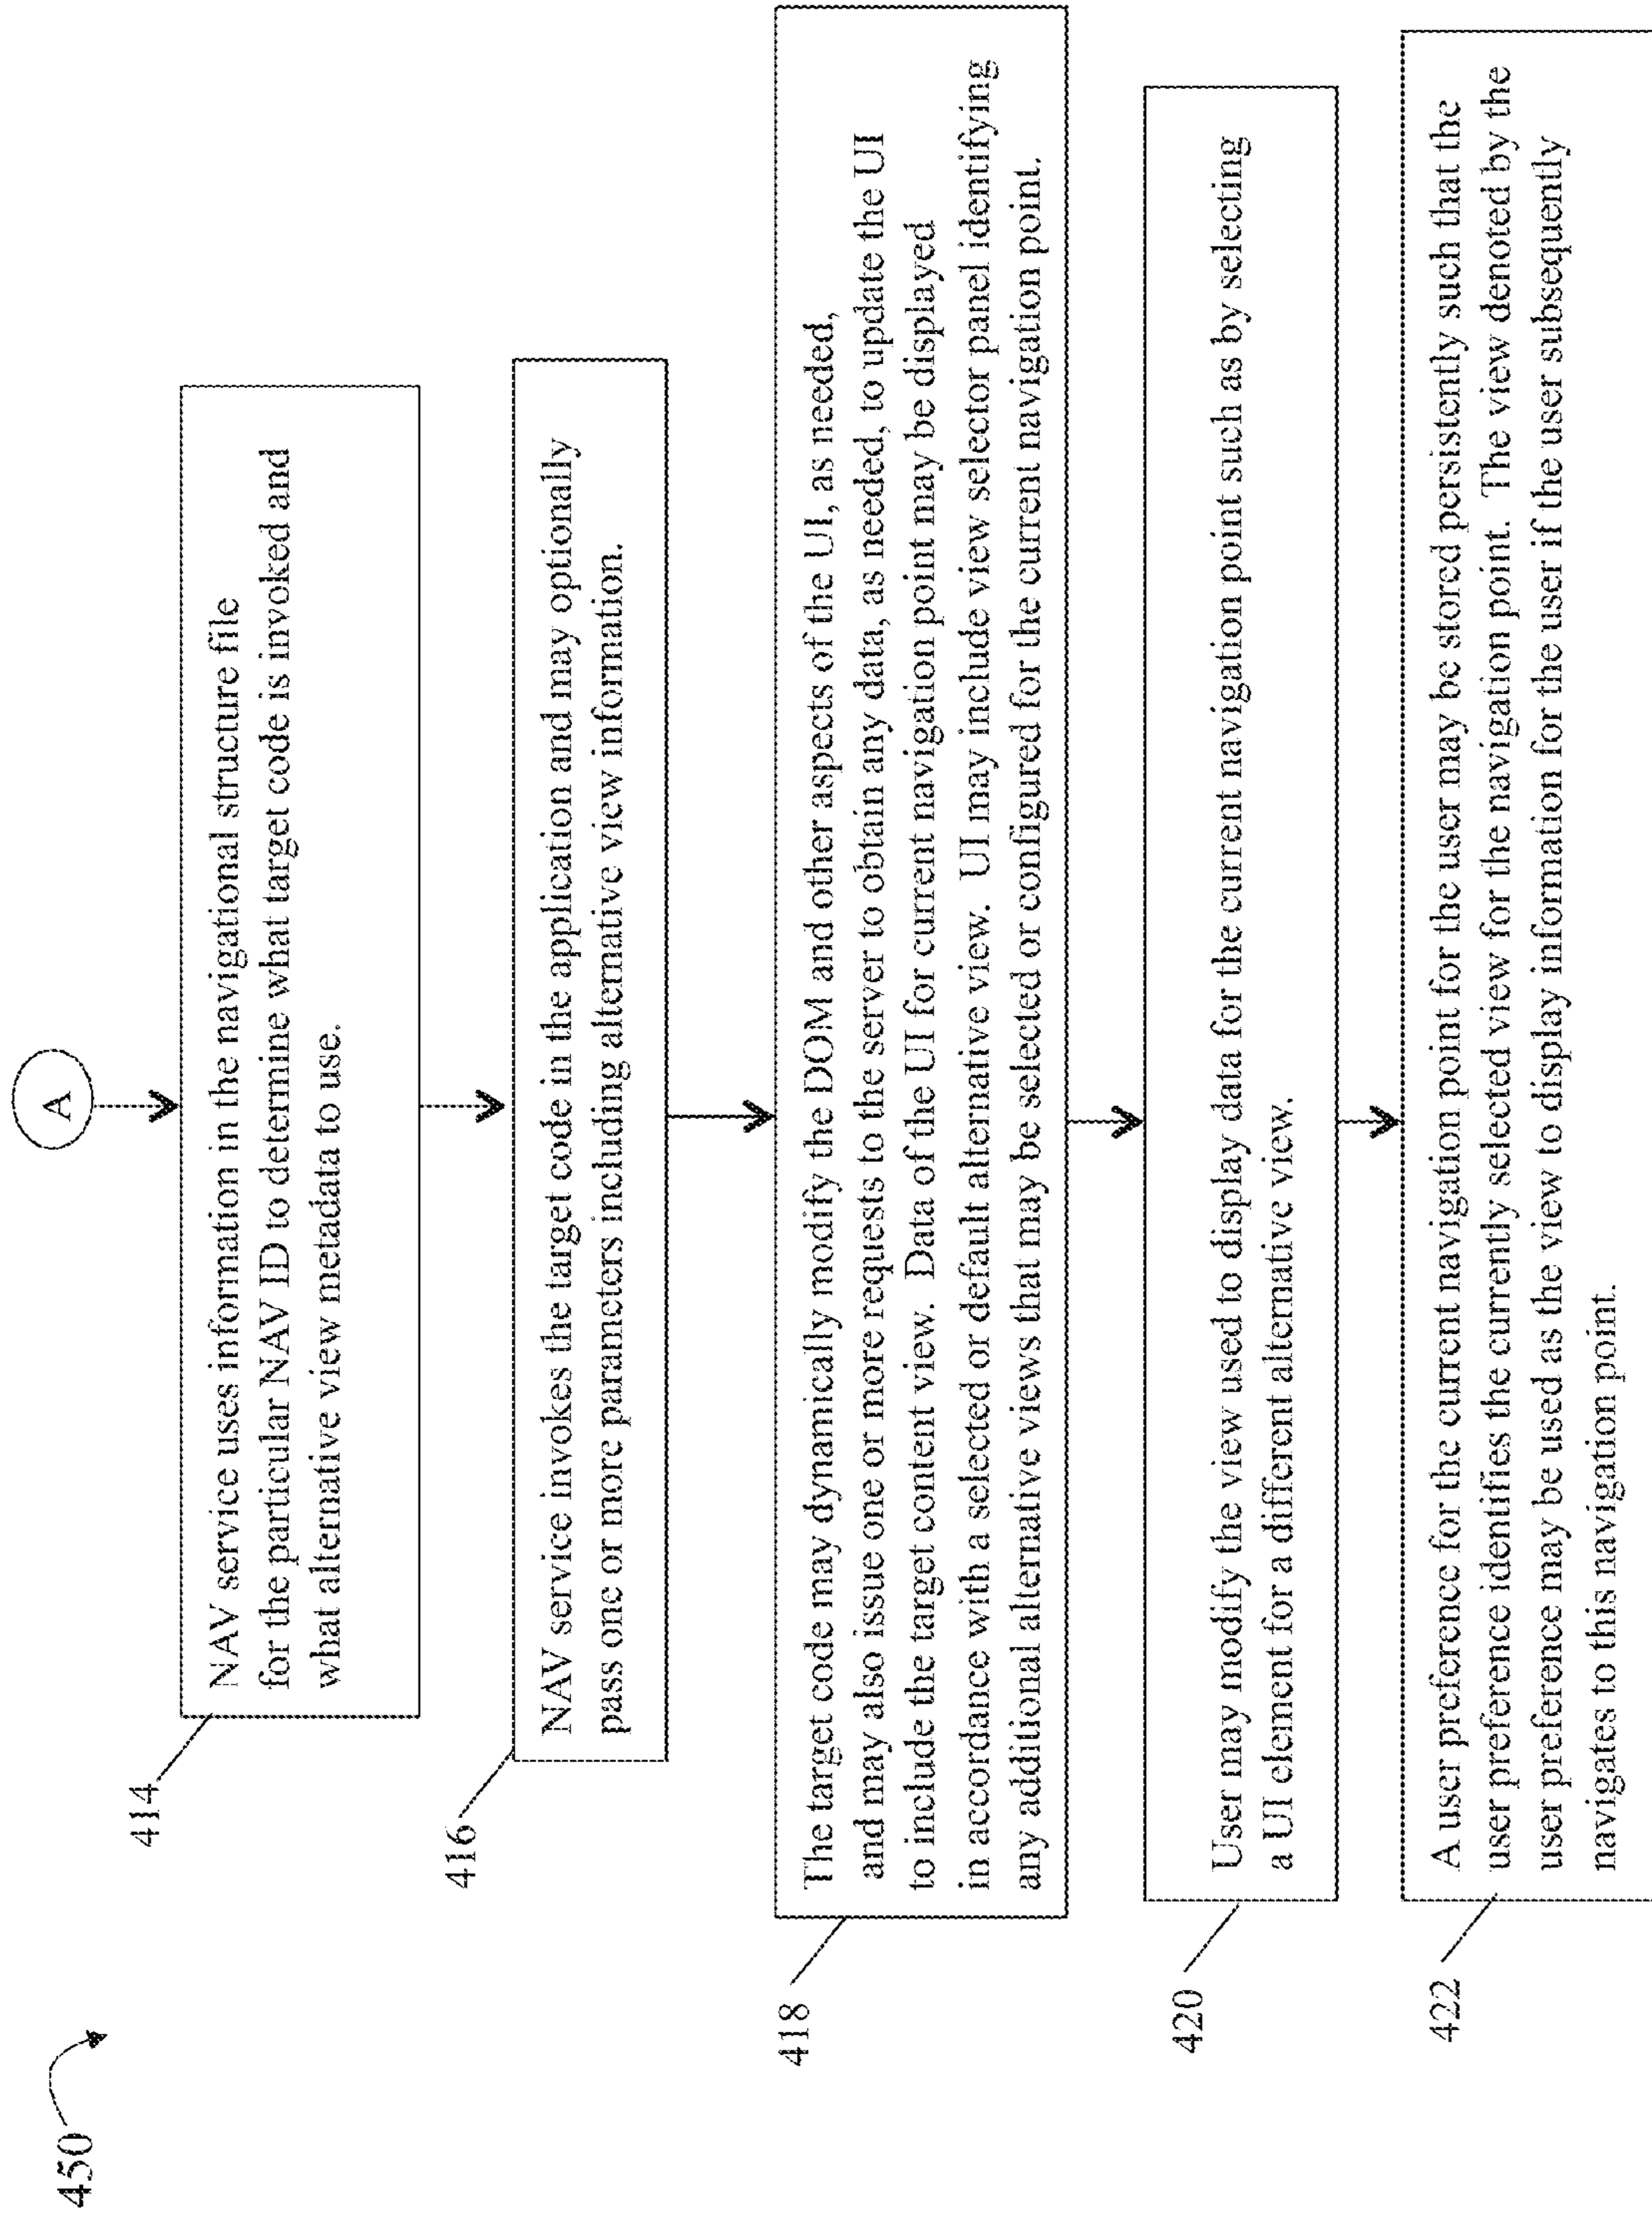 450
A
414
NAV service uses information in the navigational structure file
for the particular NAV ID to determine what target code is invoked and
what alternative view metadata to use.
416
NAV service invokes the target code in the application and may optionally
pass one or more parameters including alternative view information.
418
The target code may dynamically modify the DOM and other aspects of the UI, as needed,
and may also issue one or more requests to the server to obtain any data, as needed, to update the UI
to include the target content view.  Data of the UI for current navigation point may be displayed
in accordance with a selected or default alternative view.  UI may include view selector panel identifying
any additional alternative views that may be selected or configured for the current navigation point.
420
User may modify the view used to display data for the current navigation point such as by selecting
a UI element for a different alternative view.
422
A user preference for the current navigation point for the user may be stored persistently such that the
user preference identifies the currently selected view for the navigation point.  The view denoted by the
user preference may be used as the view to display information for the user if the user subsequently
navigates to this navigation point.